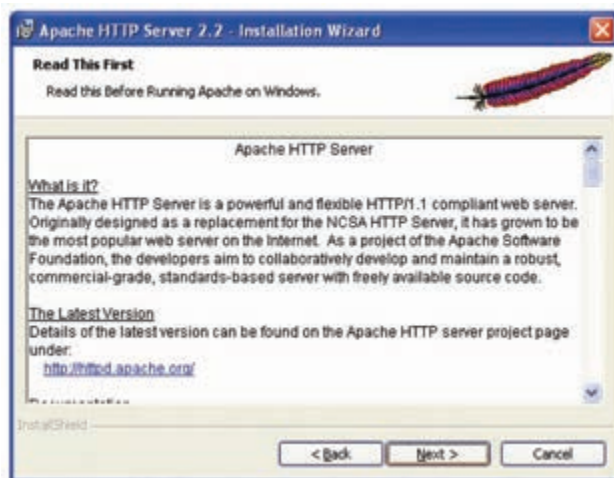 Apache HTTP Server 2.2 - Installation Wizard
Read This First
Read this Before Running Apache on Windows.
Apache HTTP Server
What is it?
The Apache HTTP Server is a powerful and flexible HTTP/1.1 compliant web server.
Originally designed as a replacement for the NCSA HTTP Server, it has grown to be
the most popular web server on the Internet. As a project of the Apache Software
Foundation, the developers aim to collaboratively develop and maintain a robust,
commercial-grade, standards-based server with freely available source code.
The Latest Version
Details of the latest version can be found on the Apache HTTP server project page
under:
http://httpd.apache.org/
Documentation
InstallShield
< Back
Next >
Cancel